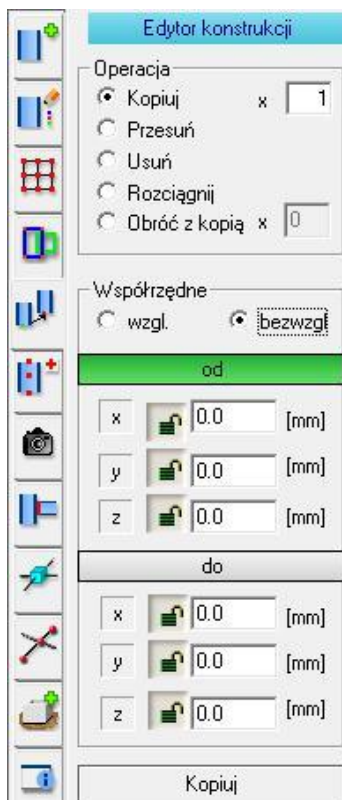 Edytor konstrukcji
Operacja
Kopiuj x 1
Przesuń
Usuń
Rozciągnij
Obróć z kopią x 0
Współrzędne
wzgl. bezwzgl
od
x 0.0 [mm]
y 0.0 [mm]
z 0.0 [mm]
do
x 0.0 [mm]
y 0.0 [mm]
z 0.0 [mm]
Kopiuj